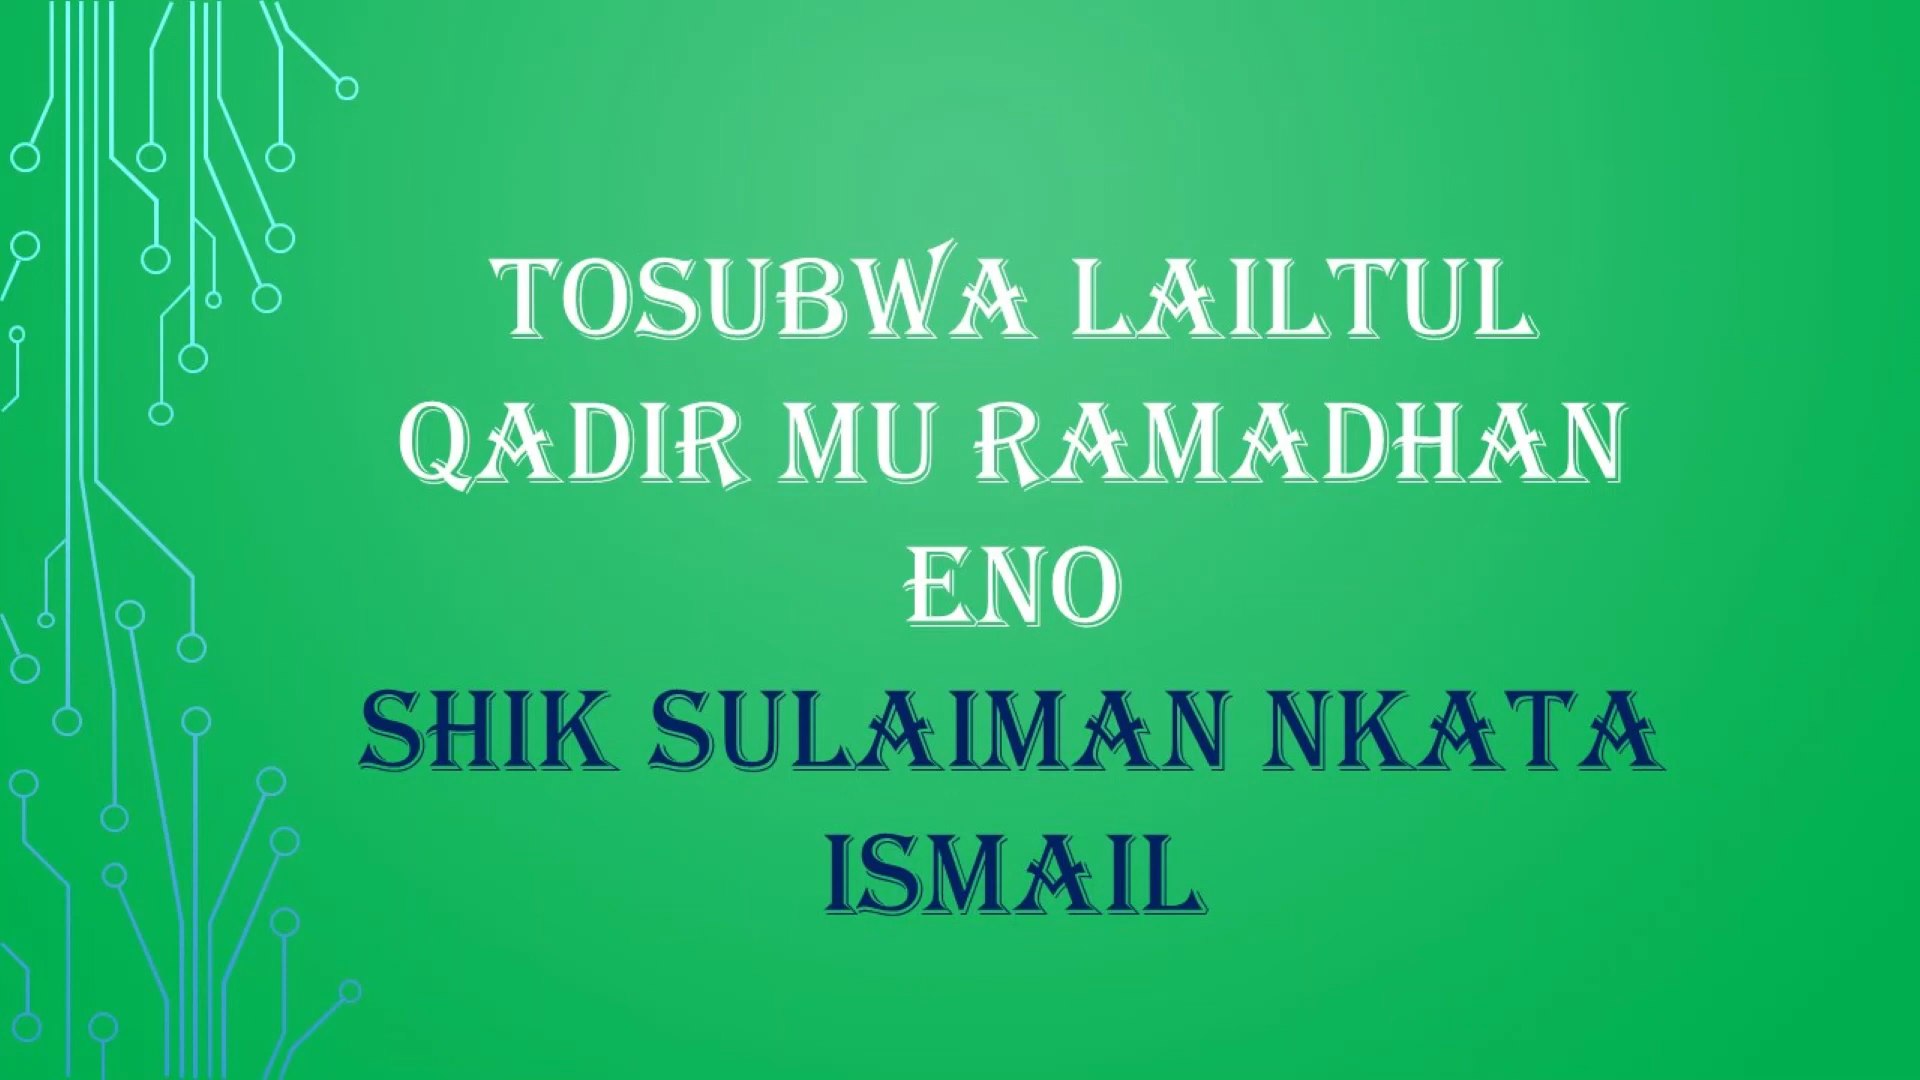 TOSUBWA LAILTUL
QADIR MU RAMADHAN
ENO
SHIK SULAIMAN NKATA
ISMAIL